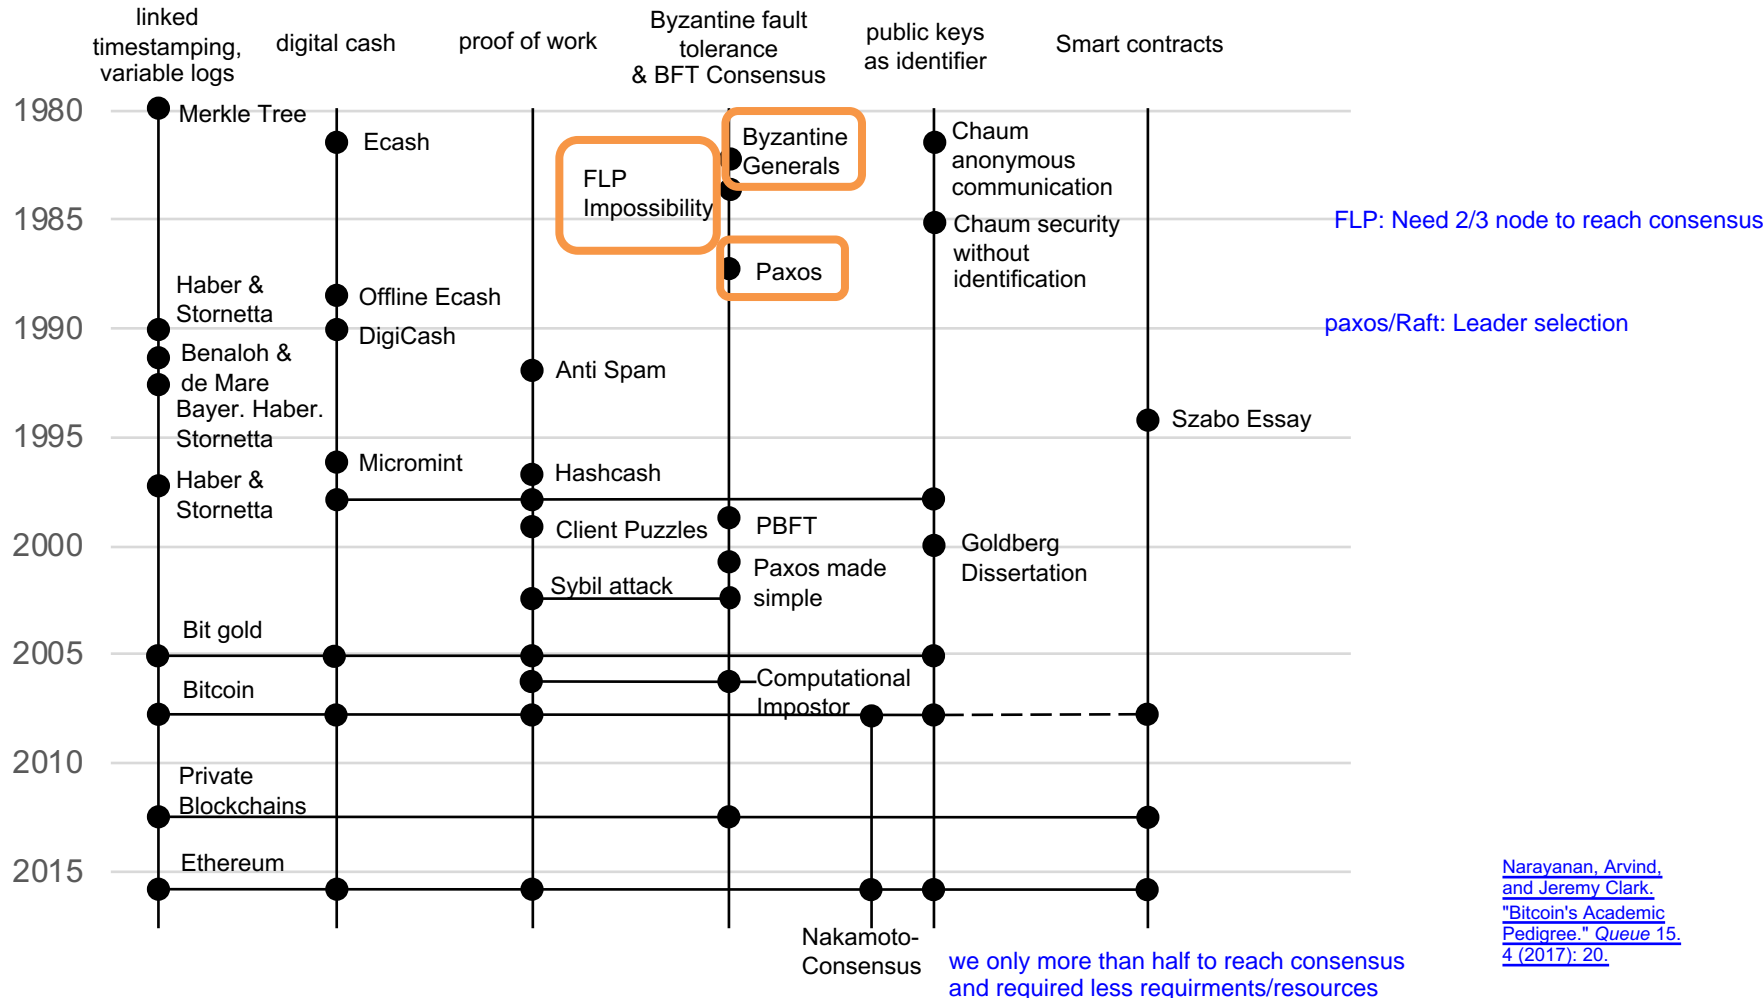 linked
timestamping,
variable logs
digital cash
proof of work
Byzantine fault
tolerance
& BFT Consensus
public keys
as identifier
Smart contracts
1980
Merkle Tree
Ecash
Byzantine
Generals
Chaum
anonymous
communication
FLP
Impossibility
1985
Chaum security
without
identification
FLP: Need 2/3 node to reach consensus
Paxos
Haber &
Stornetta
Offline Ecash
1990
DigiCash
paxos/Raft: Leader selection
Benaloh &
de Mare
Anti Spam
Bayer. Haber.
Stornetta
Szabo Essay
1995
Micromint
Hashcash
Haber &
Stornetta
Client Puzzles
PBFT
2000
Goldberg
Dissertation
Paxos made
simple
Sybil attack
Bit gold
2005
Computational
Impostor
Bitcoin
2010
Private
Blockchains
Ethereum
2015
Nakamoto-
Consensus
we only more than half to reach consensus
and required less requirments/resources
Narayanan, Arvind,
and Jeremy Clark.
"Bitcoin's Academic
Pedigree." Queue 15.
4 (2017): 20.